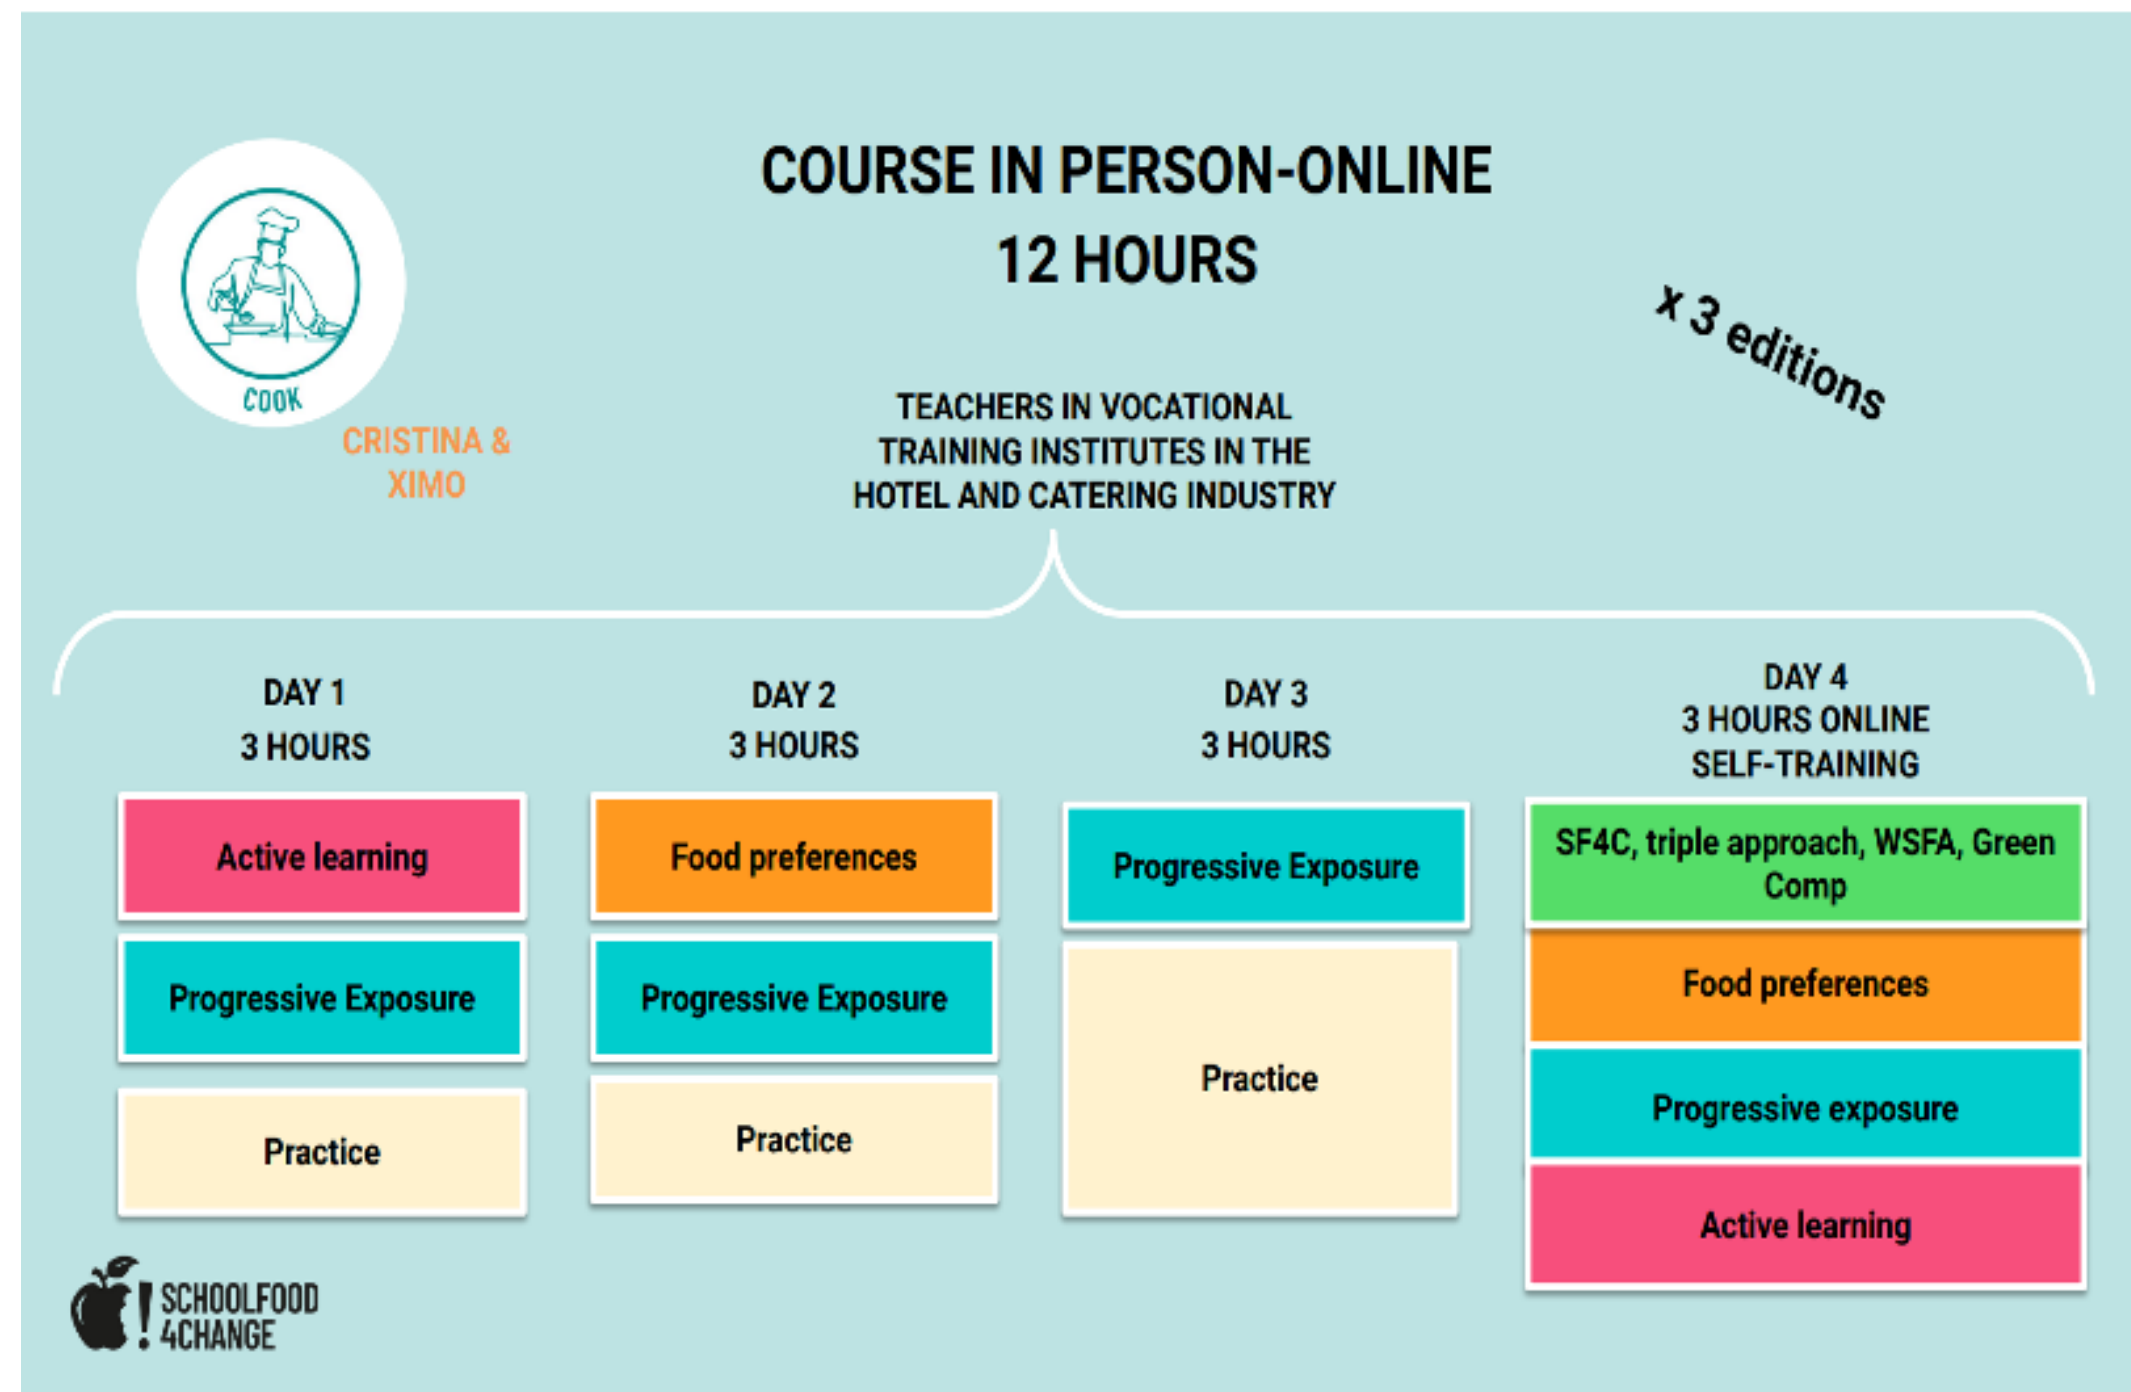 COURSE IN PERSON-ONLINE
12 HOURS
x 3 editions
COOK
CRISTINA &
XIMO
TEACHERS IN VOCATIONAL
TRAINING INSTITUTES IN THE
HOTEL AND CATERING INDUSTRY
DAY 1
3 HOURS
Active learning
Progressive Exposure
Practice
DAY 2
3 HOURS
Food preferences
Progressive Exposure
Practice
DAY 3
3 HOURS
Progressive Exposure
Practice
DAY 4
3 HOURS ONLINE
SELF-TRAINING
SF4C, triple approach, WSFA, Green
Comp
Food preferences
Progressive exposure
Active learning
! SCHOOLFOOD
4CHANGE